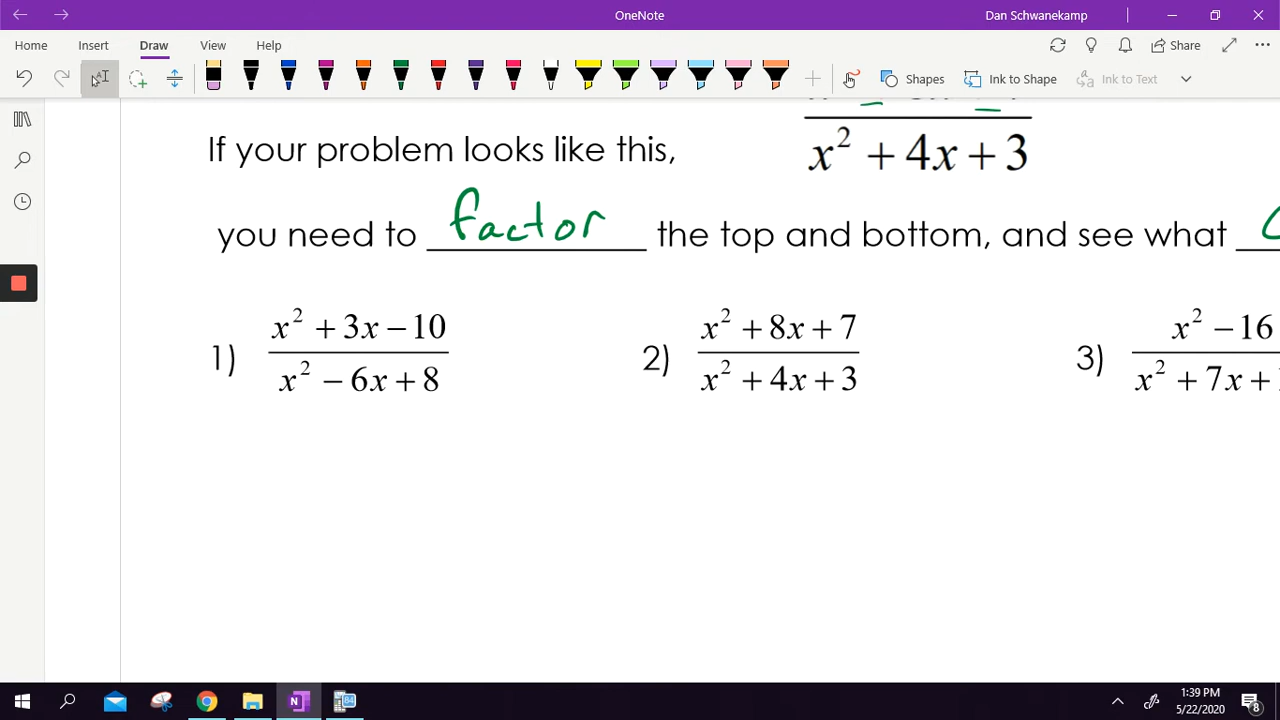 OneNote
Dan Schwanekamp
Home Insert Draw View Help
Share
Shapes Ink to Shape Ink to Text
If your problem looks like this,
x² + 4x + 3
you need to factor the top and bottom, and see what
1) x² + 3x − 10
x² − 6x + 8
2) x² + 8x + 7
x² + 4x + 3
3) x² − 16
x² + 7x +
1:39 PM
5/22/2020
8